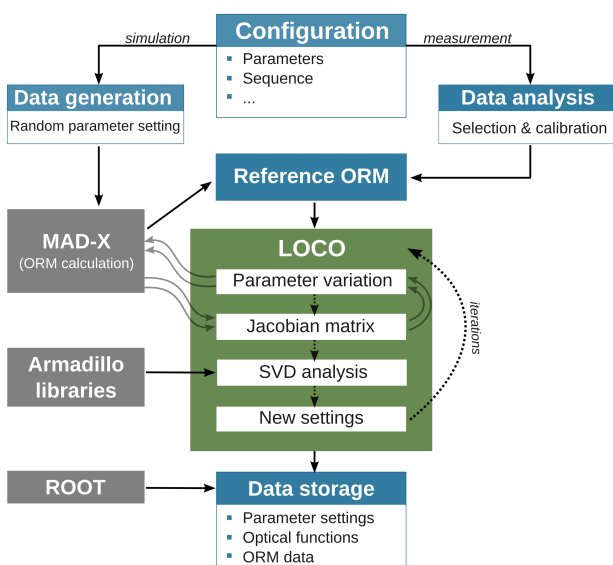 Configuration
▪ Parameters
▪ Sequence
▪ ...
simulation
measurement
Data generation
Random parameter setting
Data analysis
Selection & calibration
Reference ORM
MAD-X
(ORM calculation)
LOCO
Parameter variation
Jacobian matrix
SVD analysis
New settings
iterations
Armadillo
libraries
ROOT
Data storage
▪ Parameter settings
▪ Optical functions
▪ ORM data